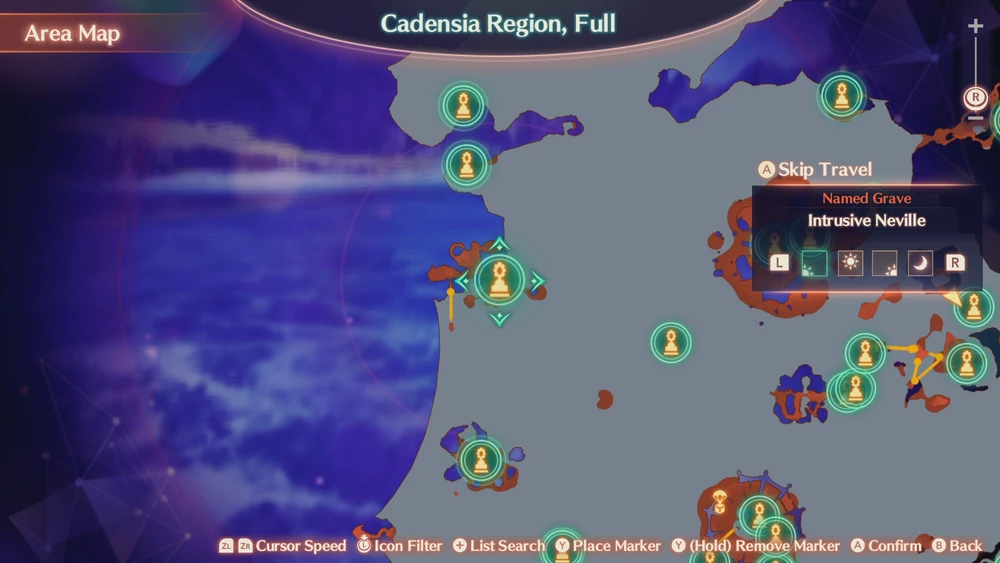 Area Map
Cadensia Region, Full
R
A Skip Travel
Named Grave
Intrusive Neville
L
R
ZL ZR Cursor Speed L Icon Filter + List Search Y Place Marker Y (Hold) Remove Marker A Confirm B Back